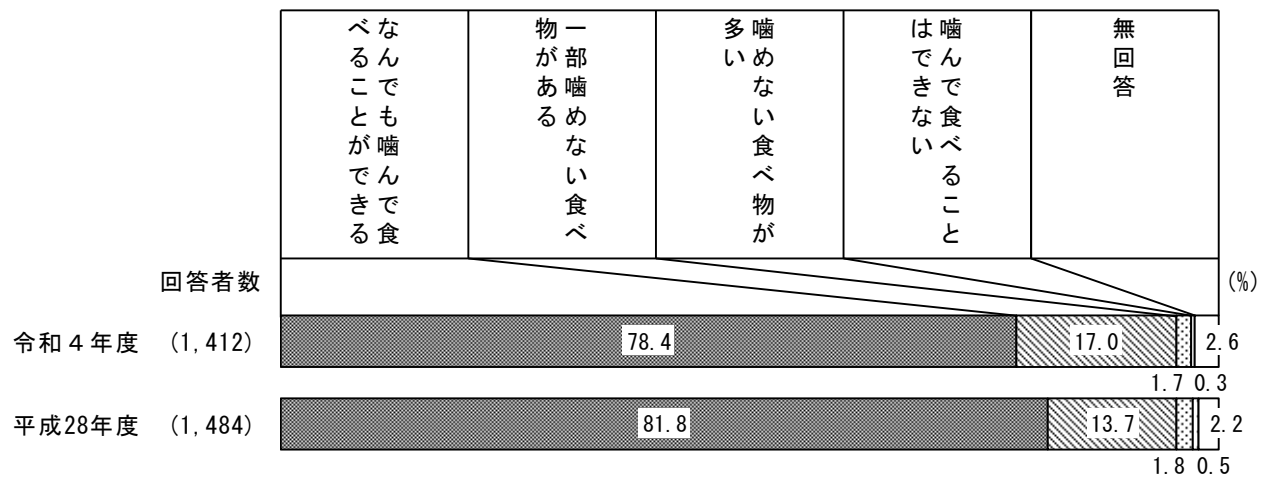 なんでも噛んで食
べることができる
一部噛めない食べ
物がある
噛めない食べ物が
多い
噛んで食べること
はできない
無回答
回答者数
(%)
令和４年度 (1,412)
78.4
17.0
2.6
1.7 0.3
平成28年度 (1,484)
81.8
13.7
2.2
1.8 0.5